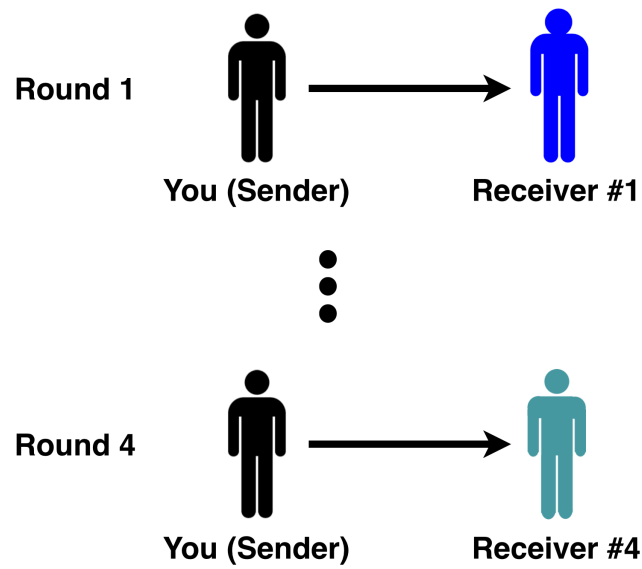 Round 1
You (Sender)
Receiver #1
Round 4
You (Sender)
Receiver #4